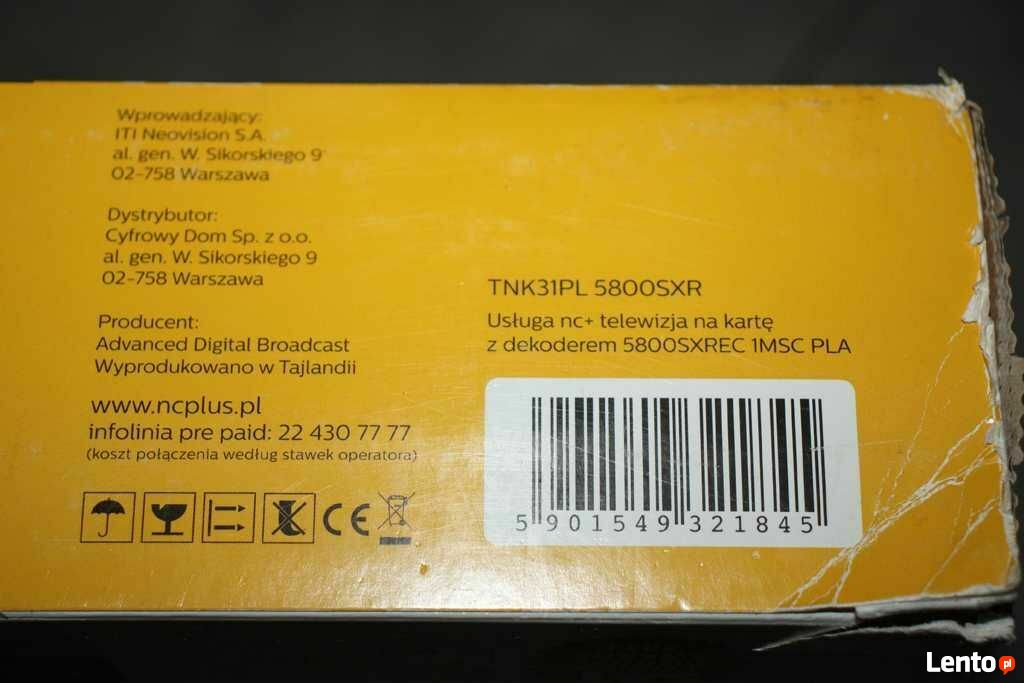 Wprowadzający:
ITI Neovision S.A.
al. gen. W. Sikorskiego 9
02-758 Warszawa
Dystrybutor:
Cyfrowy Dom Sp. z o.o.
al. gen. W. Sikorskiego 9
02-758 Warszawa
Producent:
Advanced Digital Broadcast
Wyprodukowano w Tajlandii
www.ncplus.pl
infolinia pre paid: 22 430 77 77
(koszt połączenia według stawek operatora)
CE
TNK31PL 5800SXR
Usługa nc+ telewizja na kartę
z dekoderem 5800SXREC 1MSC PLA
5 901549 321845
Lento pl